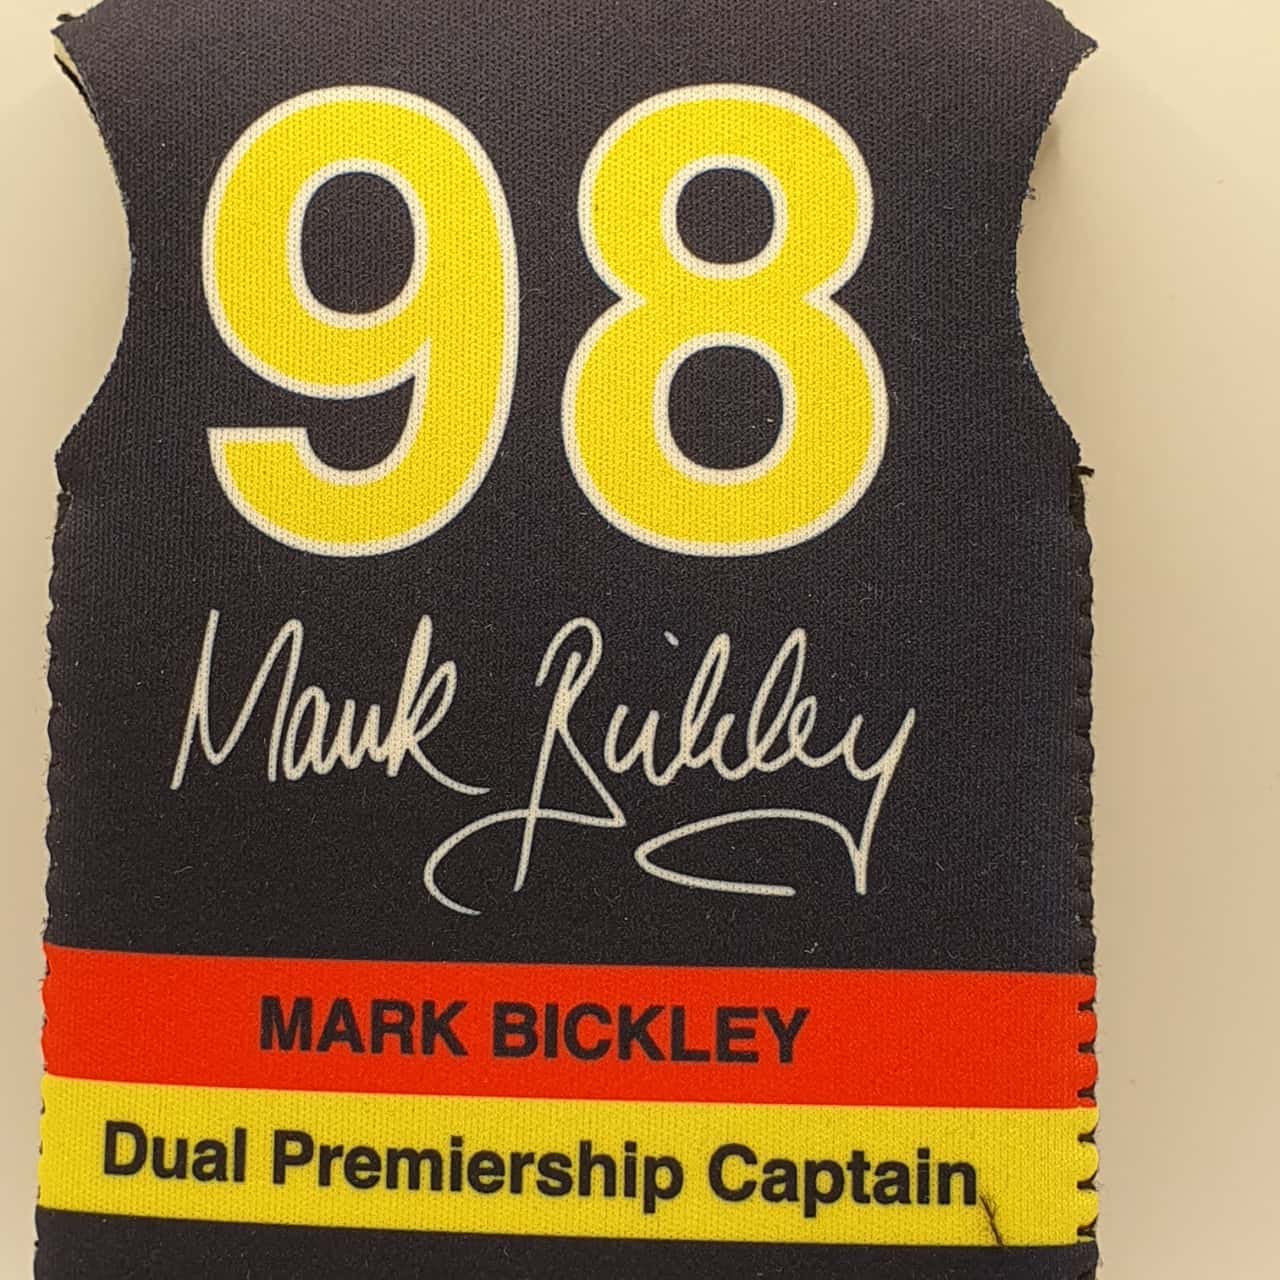 98
Mark Bickley
MARK BICKLEY
Dual Premiership Captain